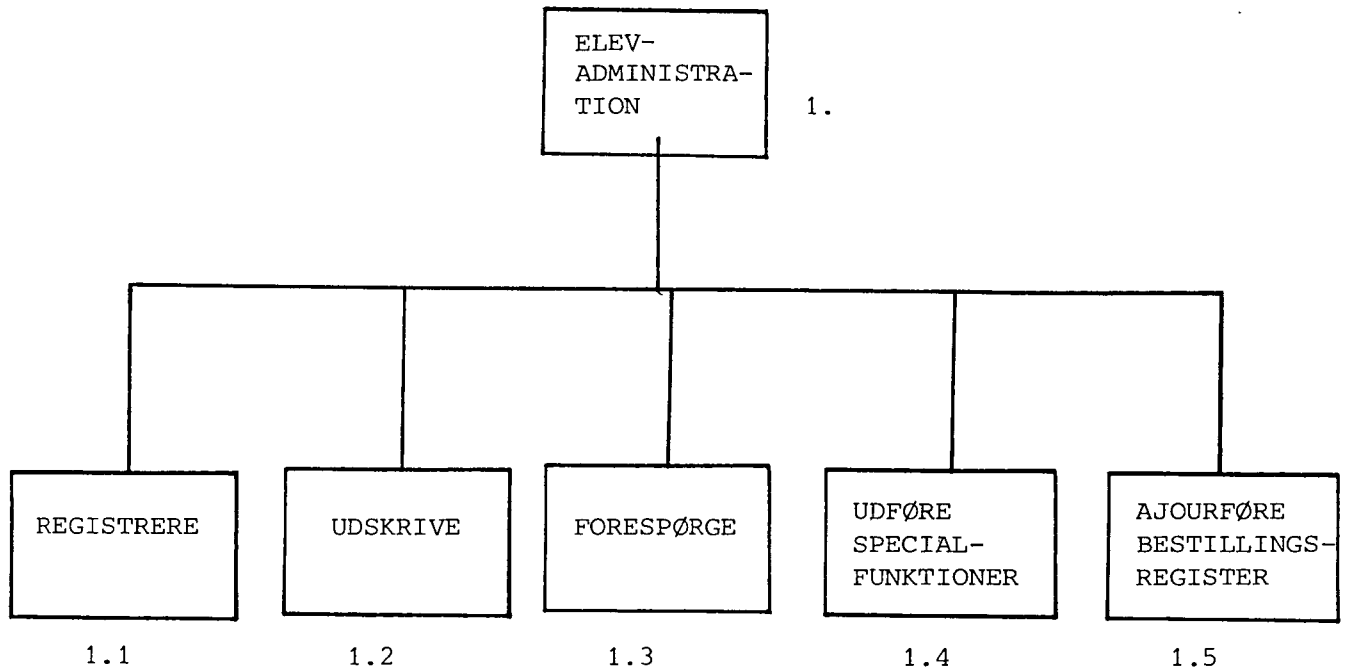 ELEV-
ADMINISTRA-
TION
1.
REGISTRERE
UDSKRIVE
FORESPØRGE
UDFØRE
SPECIAL-
FUNKTIONER
AJOURFØRE
BESTILLINGS-
REGISTER
1.1
1.2
1.3
1.4
1.5